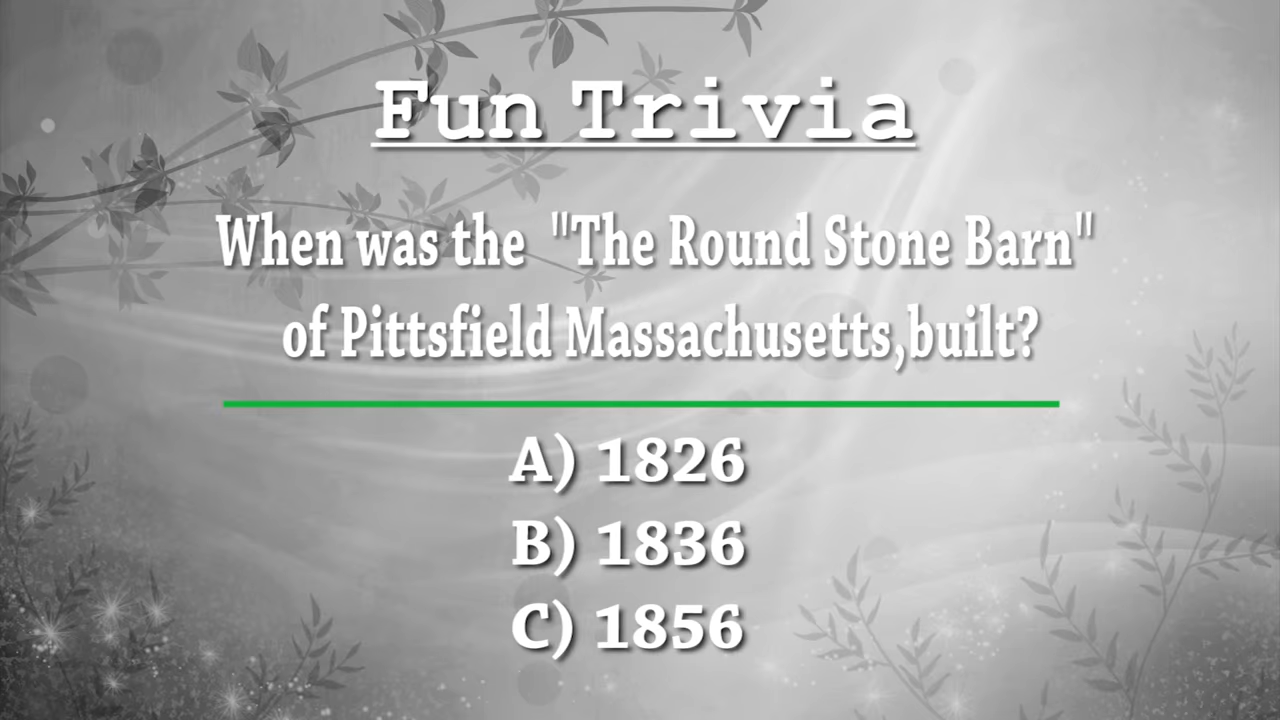 Fun Trivia
When was the "The Round Stone Barn"
of Pittsfield Massachusetts,built?
A) 1826
B) 1836
C) 1856